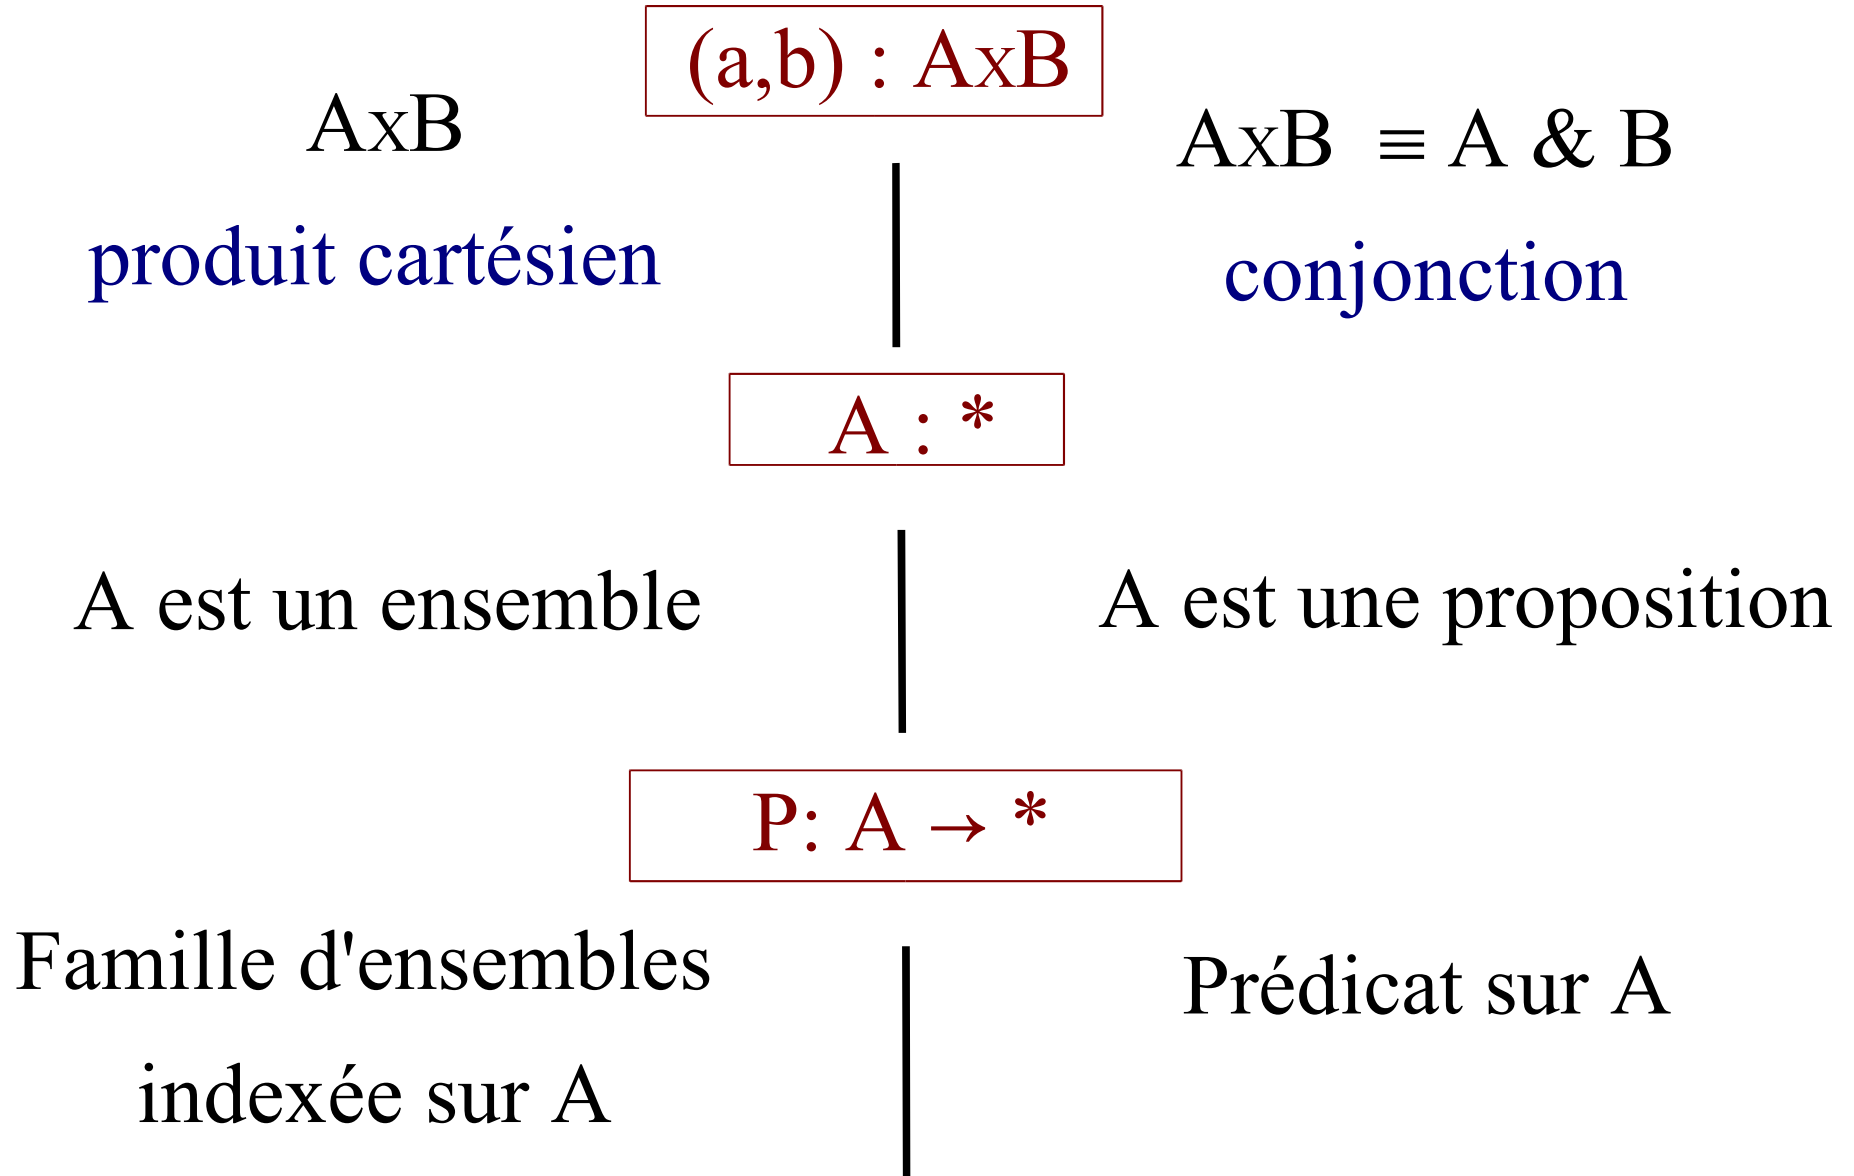 (a,b) : AxB
AxB
produit cartésien
AxB ≡ A & B
conjonction
A : *
A est un ensemble
A est une proposition
P: A → *
Famille d'ensembles
indexée sur A
Prédicat sur A